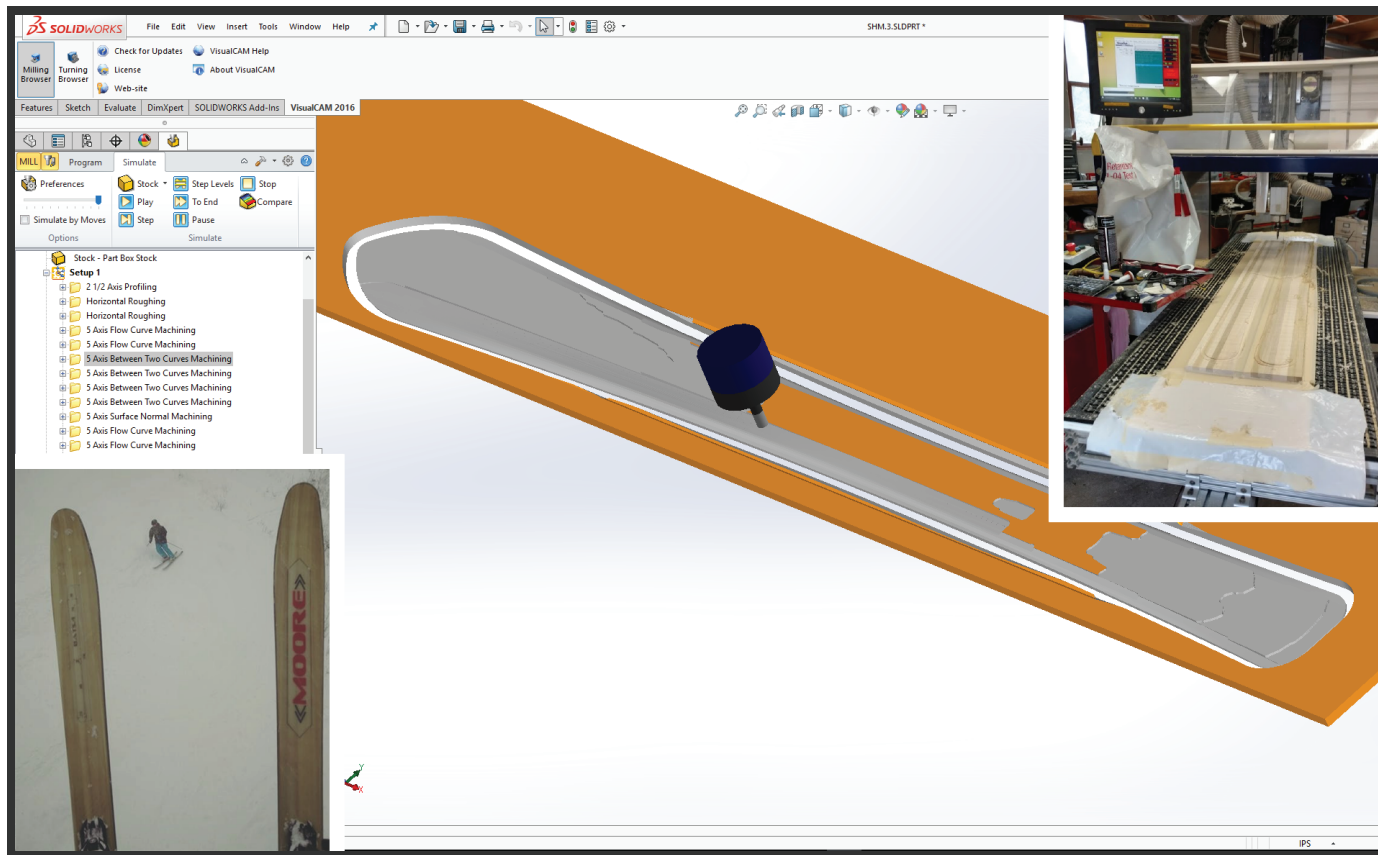 SOLIDWORKS File Edit View Insert Tools Window Help SHM.3.SLDPRT *
Milling Browser
Turning Browser
Check for Updates VisualCAM Help
License About VisualCAM
Web-site
Features Sketch Evaluate DimXpert SOLIDWORKS Add-Ins VisualCAM 2016
MILL Program Simulate
Preferences Stock Step Levels Stop
Play To End Compare
Simulate by Moves Step Pause
Options Simulate
Stock - Part Box Stock
Setup 1
2 1/2 Axis Profiling
Horizontal Roughing
Horizontal Roughing
5 Axis Flow Curve Machining
5 Axis Flow Curve Machining
5 Axis Between Two Curves Machining
5 Axis Between Two Curves Machining
5 Axis Between Two Curves Machining
5 Axis Between Two Curves Machining
5 Axis Surface Normal Machining
5 Axis Flow Curve Machining
5 Axis Flow Curve Machining
MOORE
Y
X
IPS